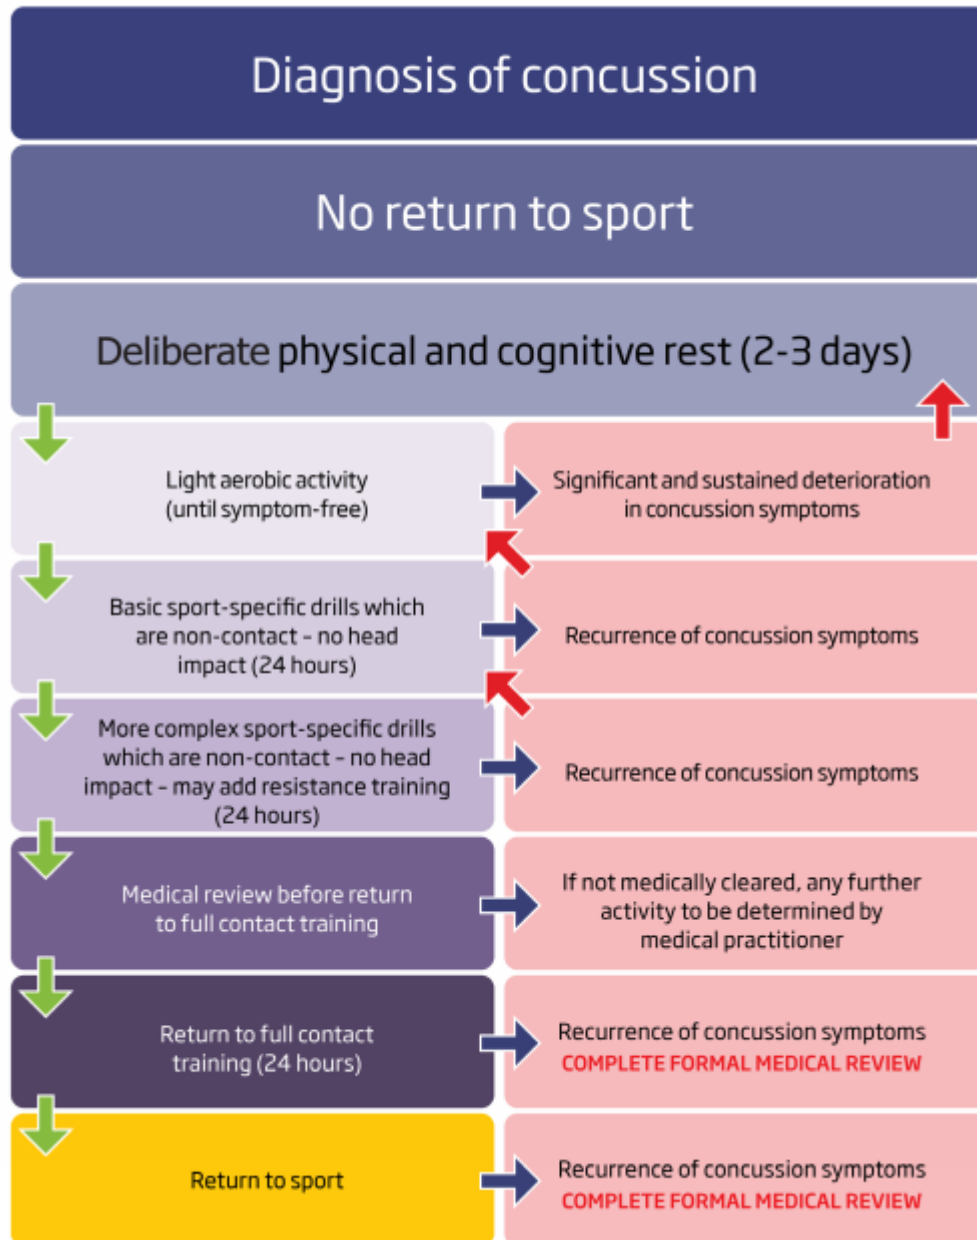 Diagnosis of concussion
No return to sport
Deliberate physical and cognitive rest (2-3 days)
Light aerobic activity
(until symptom-free)
Significant and sustained deterioration
in concussion symptoms
Basic sport-specific drills which
are non-contact – no head
impact (24 hours)
Recurrence of concussion symptoms
More complex sport-specific drills
which are non-contact – no head
impact – may add resistance training
(24 hours)
Recurrence of concussion symptoms
Medical review before return
to full contact training
If not medically cleared, any further
activity to be determined by
medical practitioner
Return to full contact
training (24 hours)
Recurrence of concussion symptoms
COMPLETE FORMAL MEDICAL REVIEW
Return to sport
Recurrence of concussion symptoms
COMPLETE FORMAL MEDICAL REVIEW